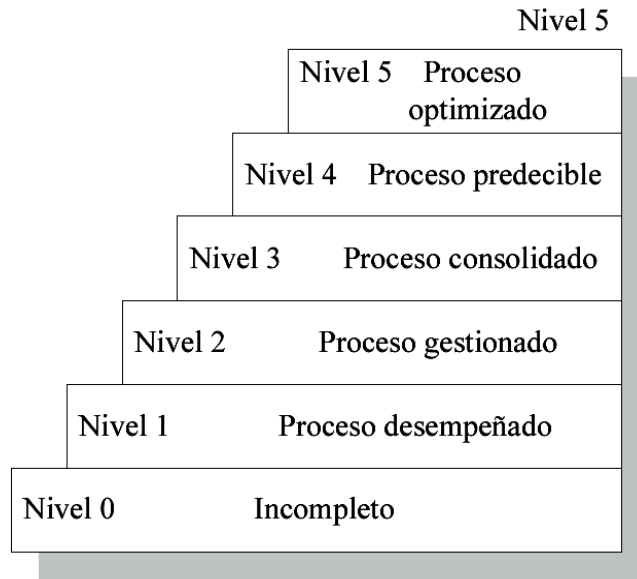 Nivel 5
Nivel 5 Proceso
optimizado
Nivel 4 Proceso predecible
Nivel 3 Proceso consolidado
Nivel 2 Proceso gestionado
Nivel 1 Proceso desempeñado
Nivel 0 Incompleto